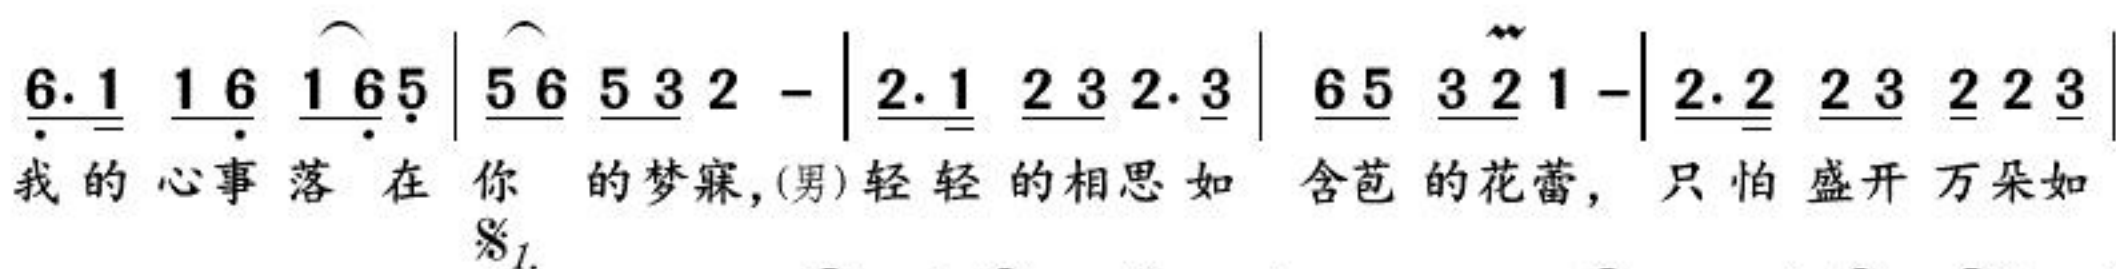 6·1 16 165 | 56 532 – | 2·1 232·3 | 65 321 – | 2·2 23 223 |
我的心事落在你的梦寐,(男)轻轻的相思如含苞的花蕾，只怕盛开万朵如
1.